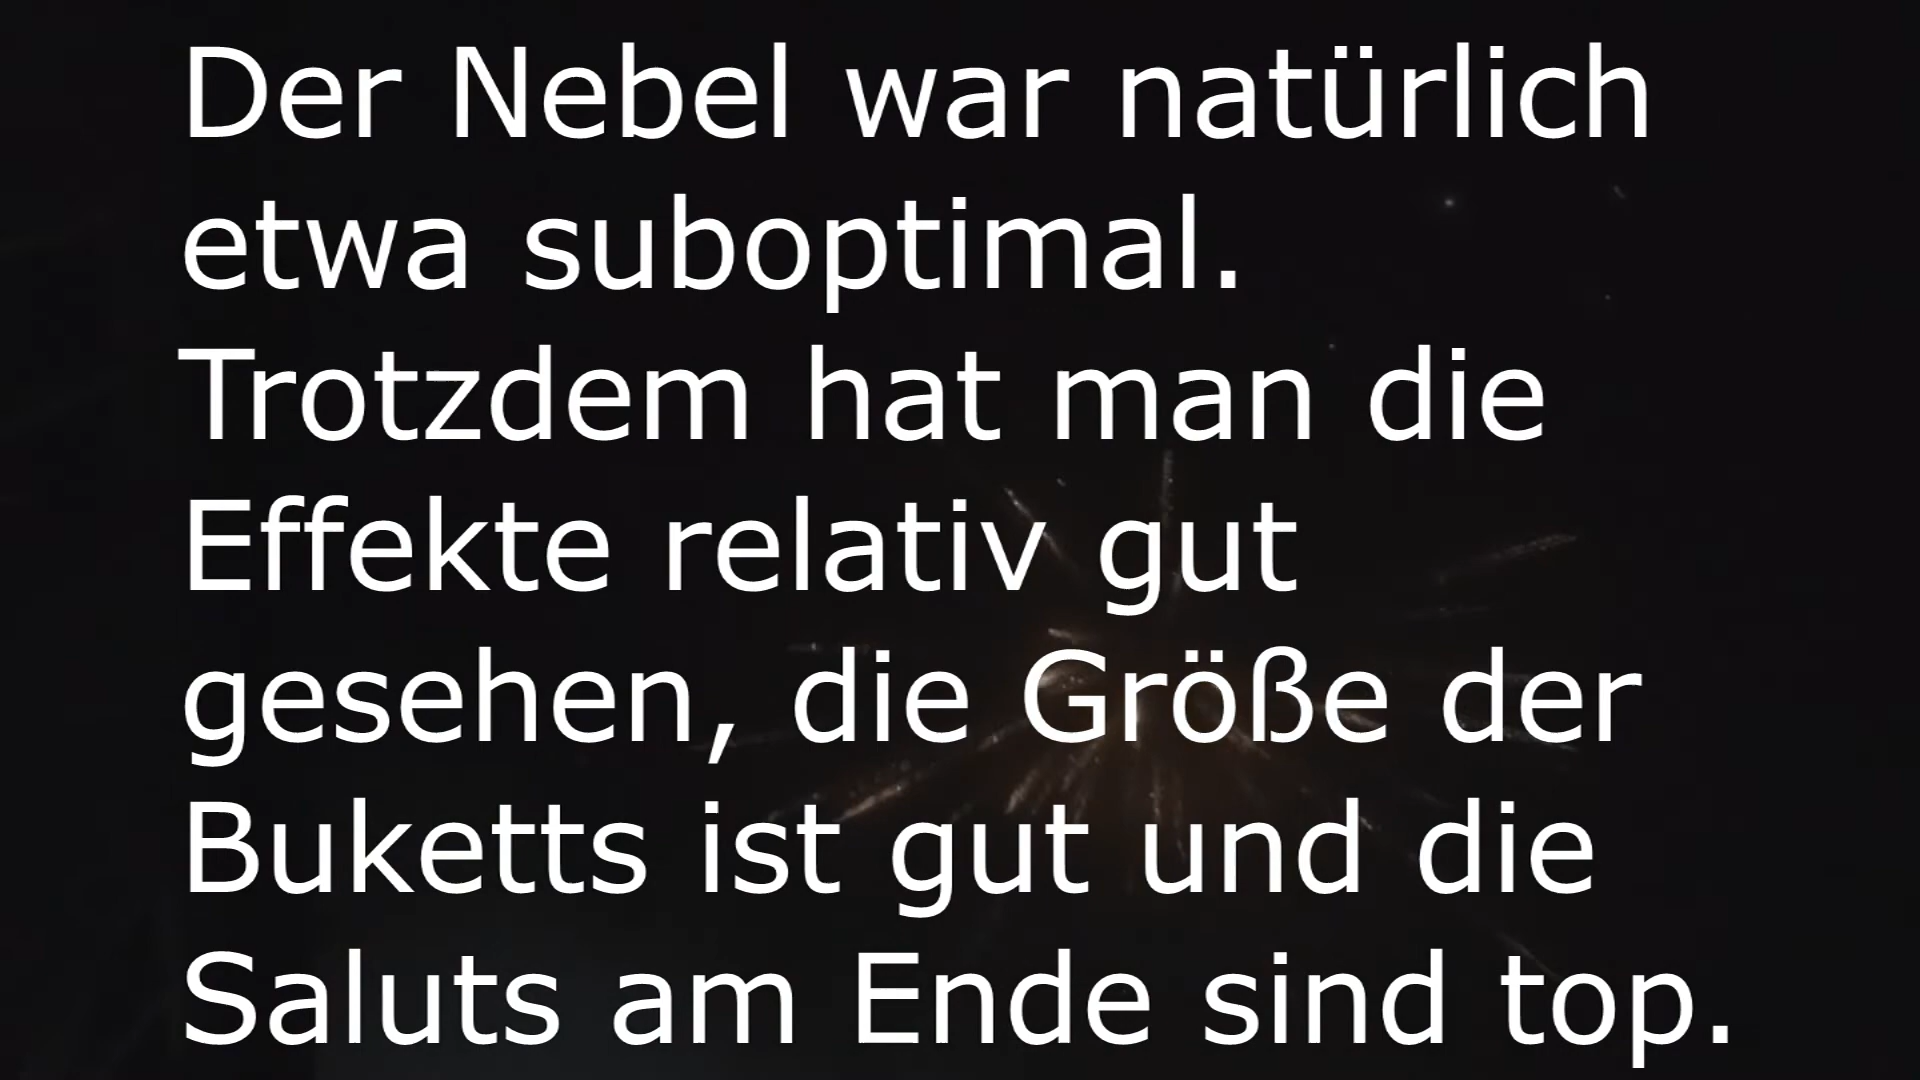 Der Nebel war natürlich
etwa suboptimal.
Trotzdem hat man die
Effekte relativ gut
gesehen, die Größe der
Buketts ist gut und die
Saluts am Ende sind top.